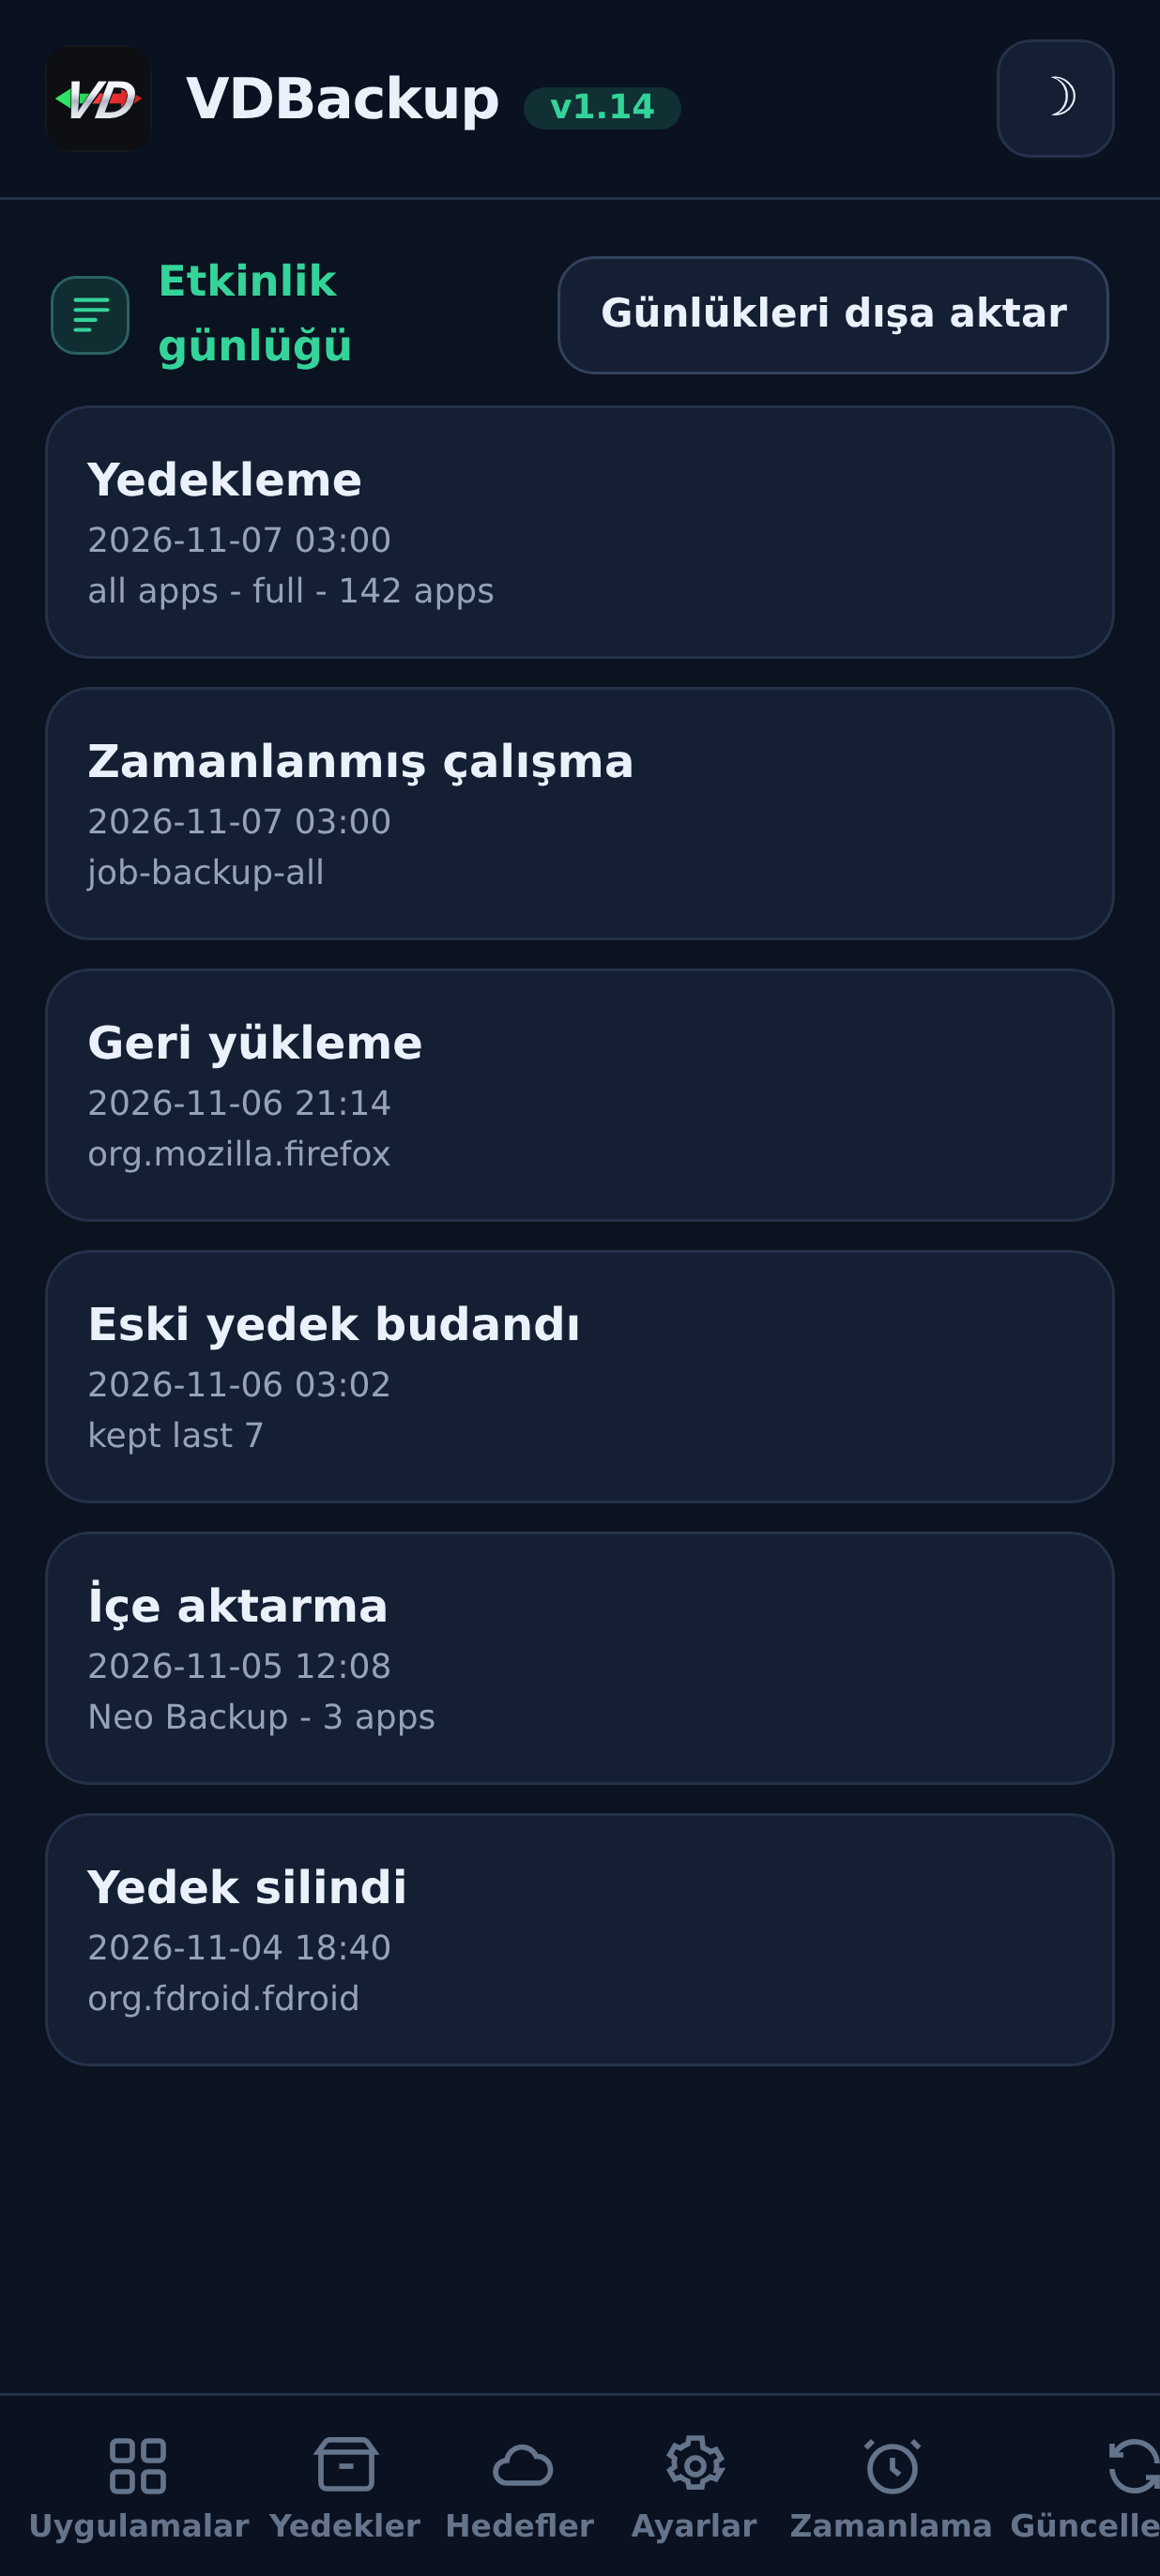 VD
VDBackup v1.14
Etkinlik
günlüğü
Günlükleri dışa aktar
Yedekleme
2026-11-07 03:00
all apps - full - 142 apps
Zamanlanmış çalışma
2026-11-07 03:00
job-backup-all
Geri yükleme
2026-11-06 21:14
org.mozilla.firefox
Eski yedek budandı
2026-11-06 03:02
kept last 7
İçe aktarma
2026-11-05 12:08
Neo Backup - 3 apps
Yedek silindi
2026-11-04 18:40
org.fdroid.fdroid
Uygulamalar Yedekler Hedefler Ayarlar Zamanlama